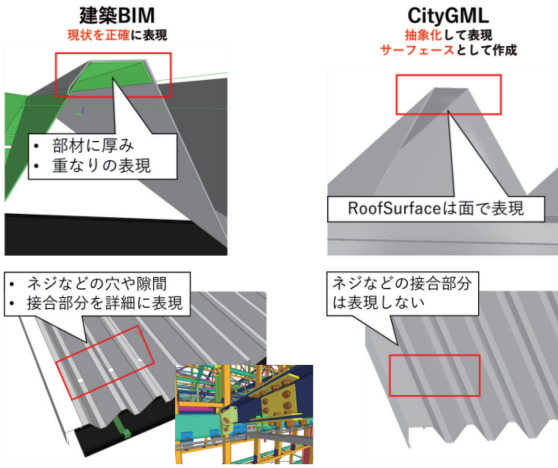 建築BIM
現状を正確に表現
CityGML
抽象化して表現
サーフェースとして作成
• 部材に厚み
• 重なりの表現
RoofSurfaceは面で表現
• ネジなどの穴や隙間
• 接合部分を詳細に表現
ネジなどの接合部分
は表現しない